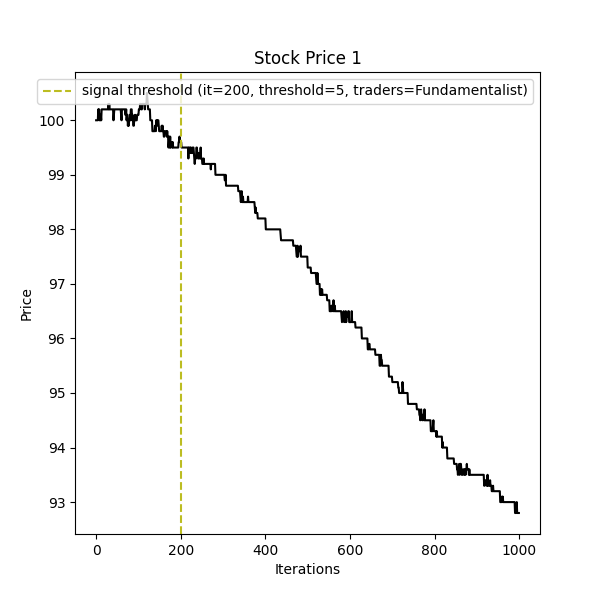 Stock Price 1
signal threshold (it=200, threshold=5, traders=Fundamentalist)
100
99
98
97
96
95
94
93
Price
0 200 400 600 800 1000
Iterations